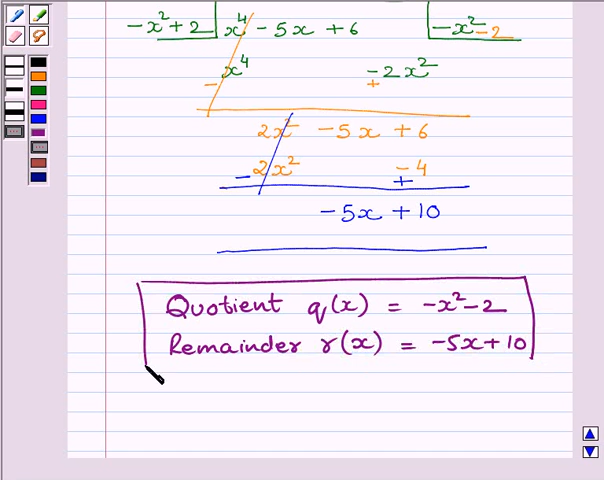 -x²+2 x⁴ -5x +6 -x²-2
- x⁴ -2x² +
2x² -5x +6
- 2x² -4 +
-5x +10
Quotient q(x) = -x²-2
Remainder r(x) = -5x+10